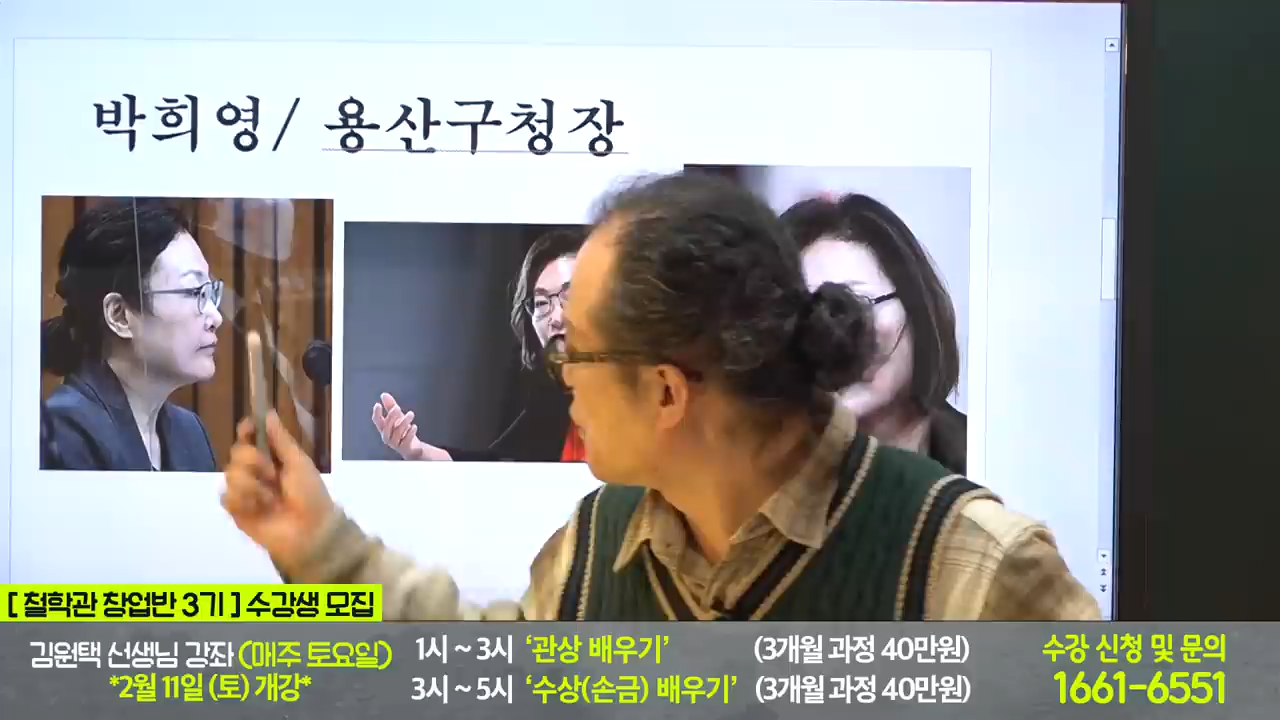 박희영/ 용산구청장
[ 철학관 창업반 3기 ] 수강생 모집
김원택 선생님 강좌 (매주 토요일)
*2월 11일 (토) 개강*
1시 ~ 3시 ‘관상 배우기’ (3개월 과정 40만원)
3시 ~ 5시 ‘수상(손금) 배우기’ (3개월 과정 40만원)
수강 신청 및 문의
1661-6551